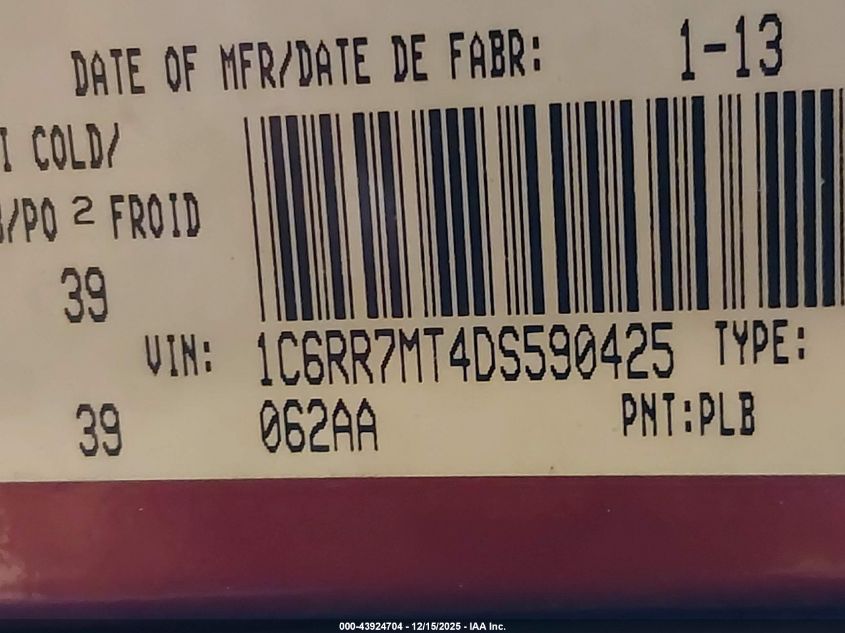 DATE OF MFR/DATE DE FABR: 1-13
I COLD/
/PO 2 FROID
39
VIN: 1C6RR7MT4DS590425 TYPE:
39 062AA PNT:PLB
000-43924704 - 12/15/2025 - IAA Inc.